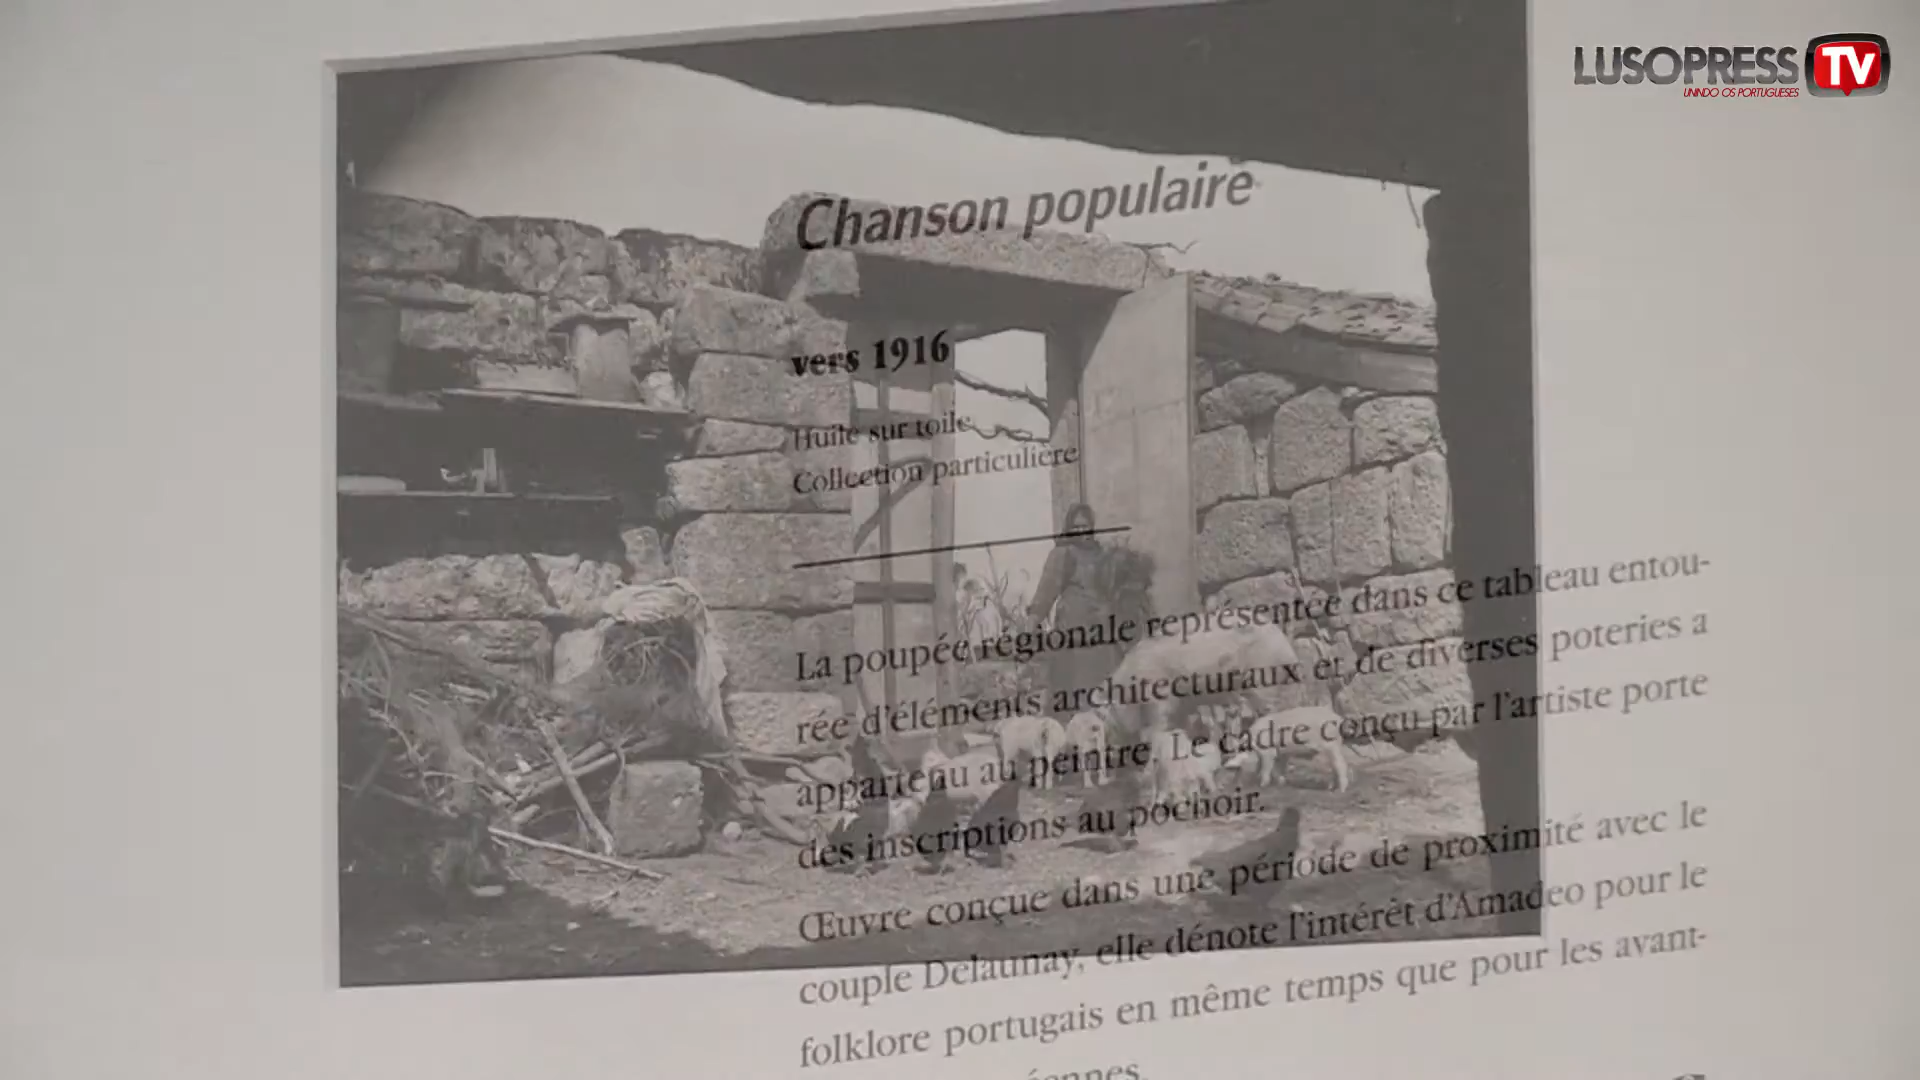 LUSOPRESS TV
UNINDO OS PORTUGUESES
Chanson populaire
vers 1916
Huile sur toile
Collection particulière
La poupée régionale représentée dans ce tableau entou-
rée d'éléments architecturaux et de diverses poteries a
appartenu au peintre. Le cadre conçu par l'artiste porte
des inscriptions au pochoir.
Œuvre conçue dans une période de proximité avec le
couple Delaunay, elle dénote l'intérêt d'Amadeo pour le
folklore portugais en même temps que pour les avant-